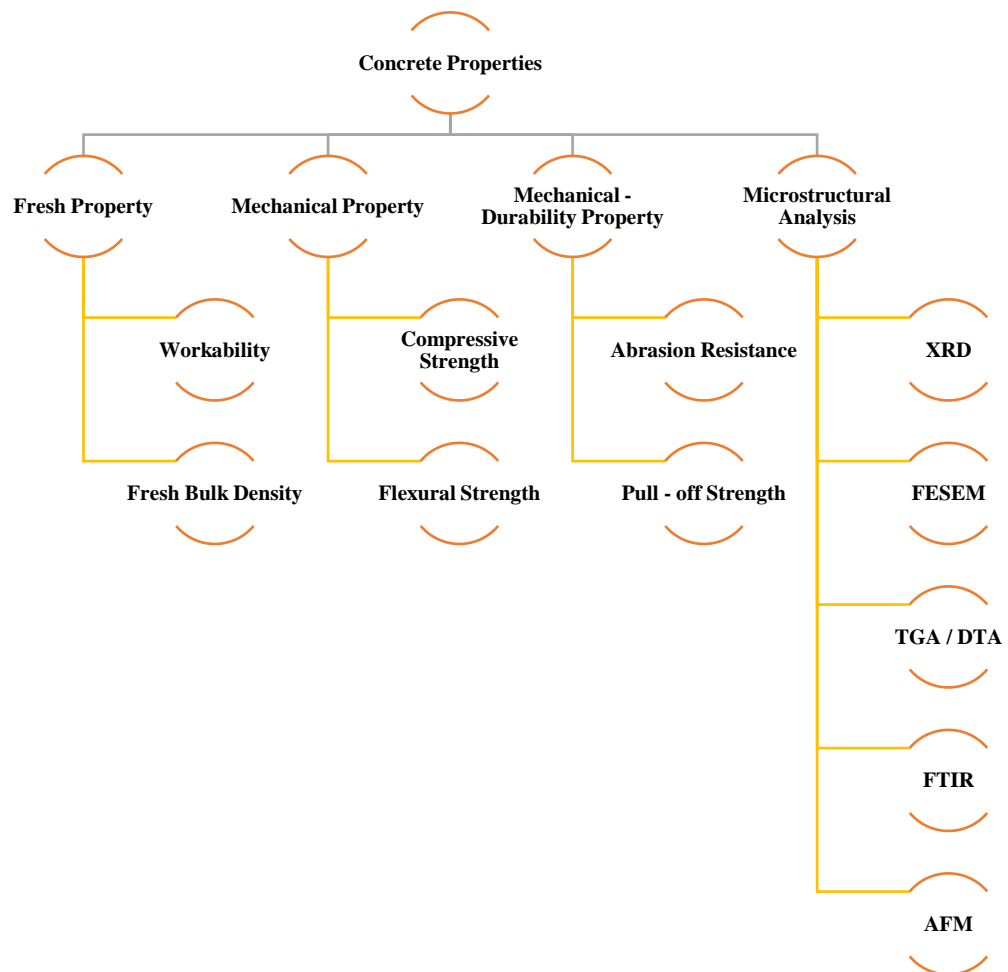 Concrete Properties
Fresh Property
Mechanical Property
Mechanical -
Durability Property
Microstructural
Analysis
Workability
Compressive
Strength
Abrasion Resistance
XRD
Fresh Bulk Density
Flexural Strength
Pull - off Strength
FESEM
TGA / DTA
FTIR
AFM